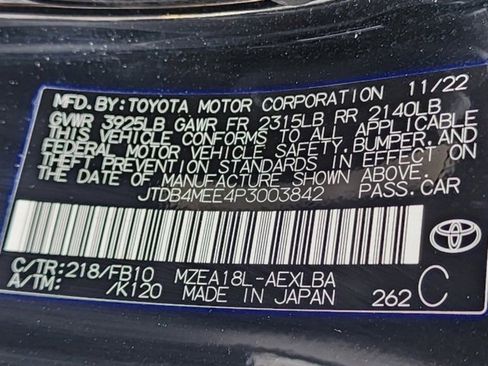 MFD.BY:TOYOTA MOTOR CORPORATION 11/22
GVWR 3925LB GAWR FR 2315LB RR 2140LB
THIS VEHICLE CONFORMS TO ALL APPLICABLE
FEDERAL MOTOR VEHICLE SAFETY,BUMPER,AND
THEFT PREVENTION STANDARDS IN EFFECT ON
THE DATE OF MANUFACTURE SHOWN ABOVE.
JTDB4MEE4P3003842 PASS.CAR
TOYOTA
C/TR:218/FB10 MZEA18L-AEXLBA
A/TM: /K120 MADE IN JAPAN 262 C